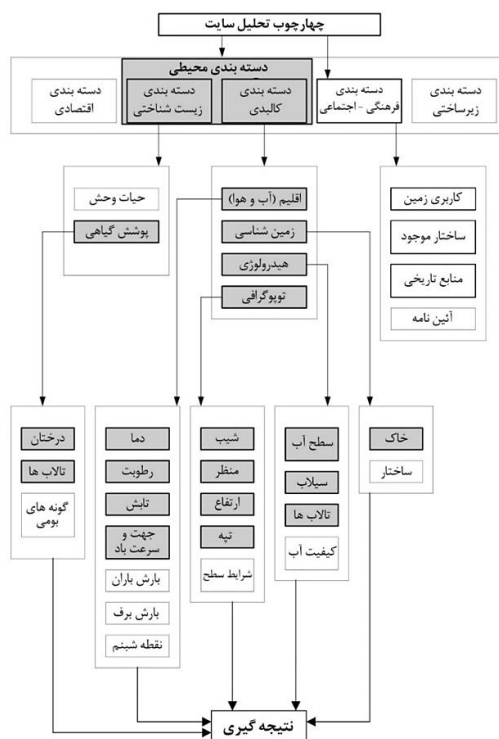 چهارچوب تحلیل سایت
دسته بندی محیطی
دسته بندی
زیرساختی
دسته بندی
فرهنگی - اجتماعی
دسته بندی
کالبدی
دسته بندی
زیست شناختی
دسته بندی
اقتصادی
کاربری زمین
ساختار موجود
منابع تاریخی
آئین نامه
اقلیم (آب و هوا)
زمین شناسی
هیدرولوژی
توپوگرافی
حیات وحش
پوشش گیاهی
خاک
ساختار
سطح آب
سیلاب
تالاب ها
کیفیت آب
شیب
منظر
ارتفاع
تپه
شرایط سطح
دما
رطوبت
تابش
جهت و
سرعت باد
بارش باران
بارش برف
نقطه شبنم
درختان
تالاب ها
گونه های
بومی
نتیجه گیری